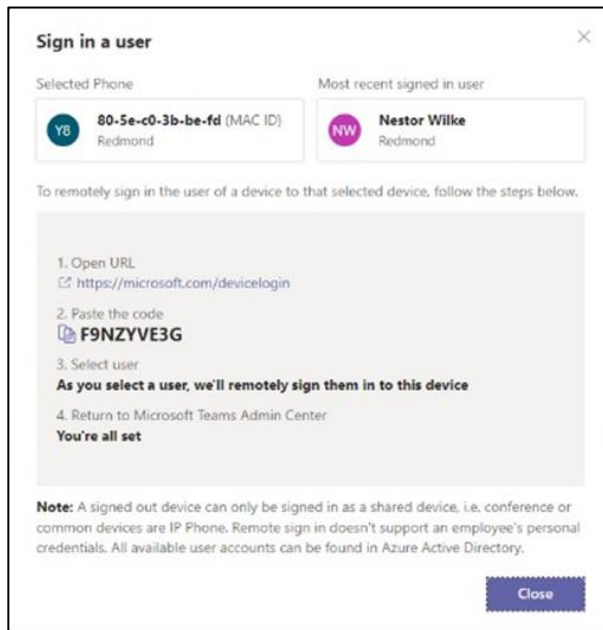 Sign in a user
Selected Phone
Most recent signed in user
Y8
80-5e-c0-3b-be-fd (MAC ID)
Redmond
NW
Nestor Wilke
Redmond
To remotely sign in the user of a device to that selected device, follow the steps below.
1. Open URL
https://microsoft.com/devicelogin
2. Paste the code
F9NZYVE3G
3. Select user
As you select a user, we'll remotely sign them in to this device
4. Return to Microsoft Teams Admin Center
You're all set
Note: A signed out device can only be signed in as a shared device, i.e. conference or
common devices are IP Phone. Remote sign in doesn't support an employee's personal
credentials. All available user accounts can be found in Azure Active Directory.
Close